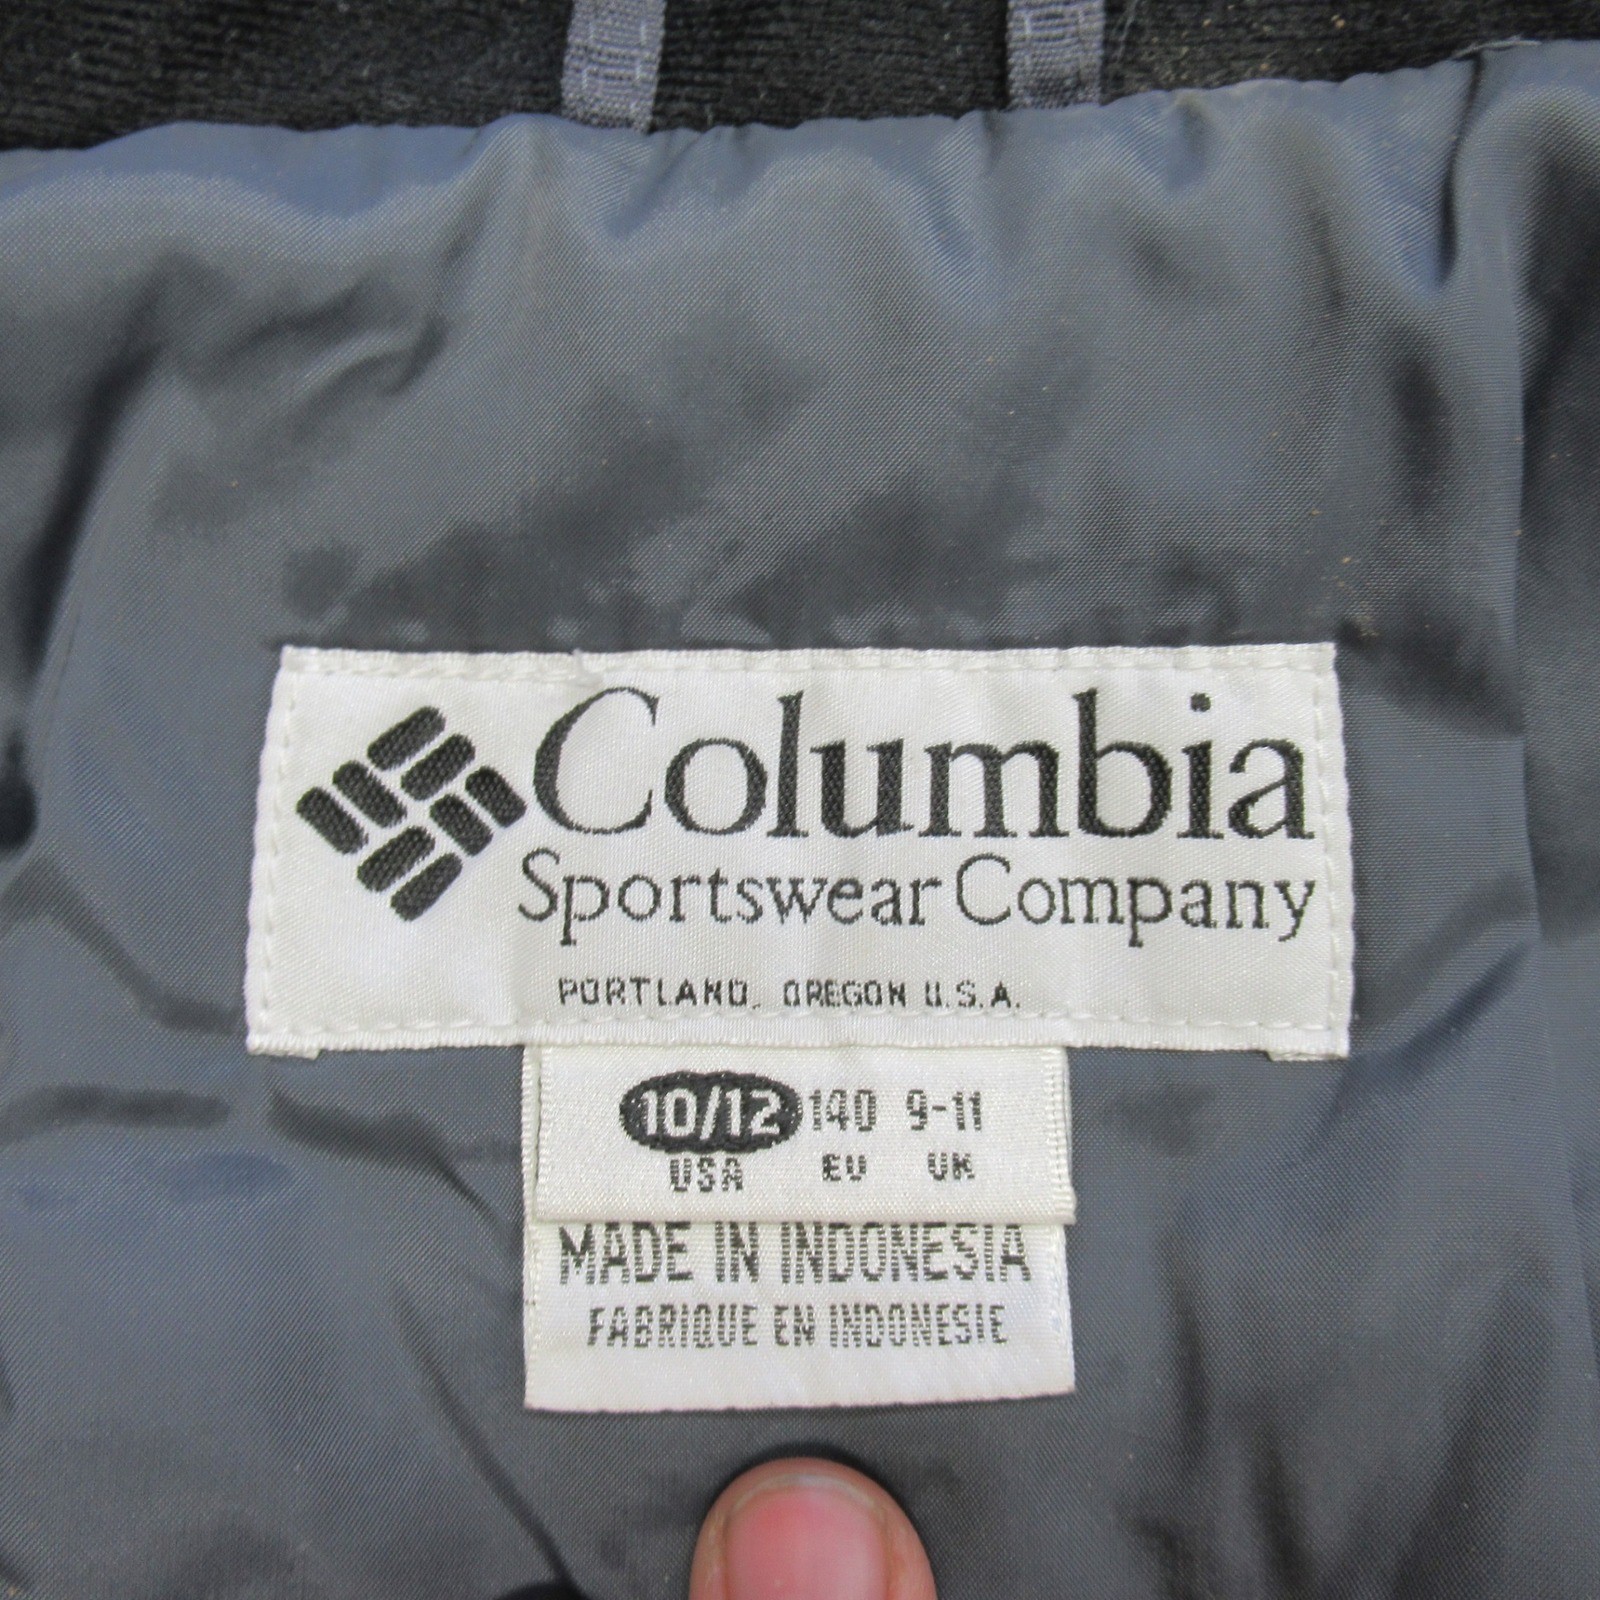 Columbia
Sportswear Company
PORTLAND, OREGON U.S.A.
10/12 140 9-11
USA EU UK
MADE IN INDONESIA
FABRIQUE EN INDONESIE